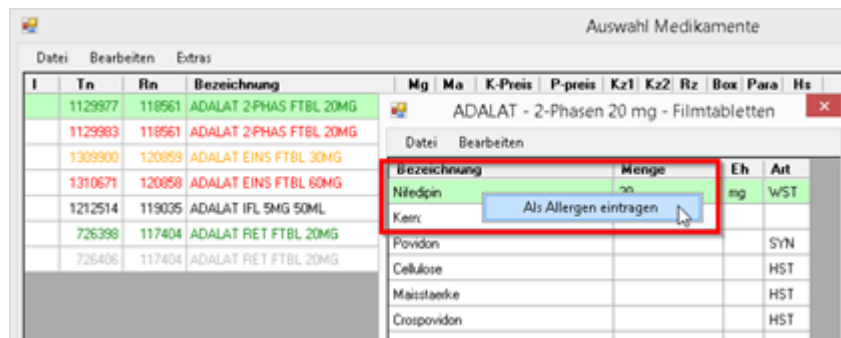 Auswahl Medikamente
Datei Bearbeiten Extras
I Tn Rn Bezeichnung Mg Ma K-Preis P-preis Kz1 Kz2 Rz Box Para Hs
1129977 118561 ADALAT 2-PHAS FTBL 20MG
1129983 118561 ADALAT 2-PHAS FTBL 20MG
1309900 120859 ADALAT EINS FTBL 30MG
1310671 120858 ADALAT EINS FTBL 60MG
1212514 119035 ADALAT IFL 5MG 50ML
726398 117404 ADALAT RET FTBL 20MG
726406 117404 ADALAT RET FTBL 20MG
ADALAT - 2-Phasen 20 mg - Filmtabletten
Datei Bearbeiten
Bezeichnung Menge Eh Art
Nifedipin 20 mg WST
Als Allergen eintragen
Kern:
Povidon SYN
Cellulose HST
Maisstaerke HST
Crospovidon HST